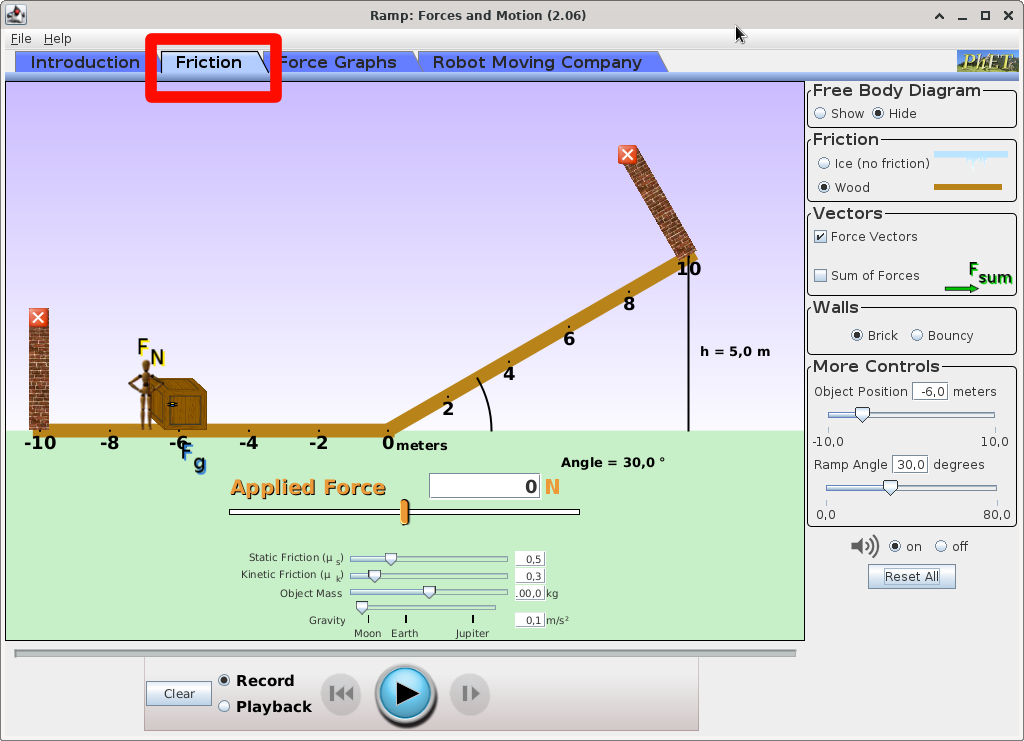 Ramp: Forces and Motion (2.06)
File Help
Introduction Friction Force Graphs Robot Moving Company PhET
Free Body Diagram
Show Hide
Friction
Ice (no friction)
Wood
Vectors
Force Vectors
Sum of Forces
F sum
Walls
Brick Bouncy
More Controls
Object Position -6,0 meters
-10,0 10,0
Ramp Angle 30,0 degrees
0,0 80,0
on off
Reset All
10
8
6
4
2
h = 5,0 m
F N
-10 -8 -6 -4 -2 0 meters
F g
Angle = 30,0 °
Applied Force 0 N
Static Friction (μ s) 0,5
Kinetic Friction (μ k) 0,3
Object Mass .00,0 kg
Gravity 0,1 m/s²
Moon Earth Jupiter
Clear
Record
Playback